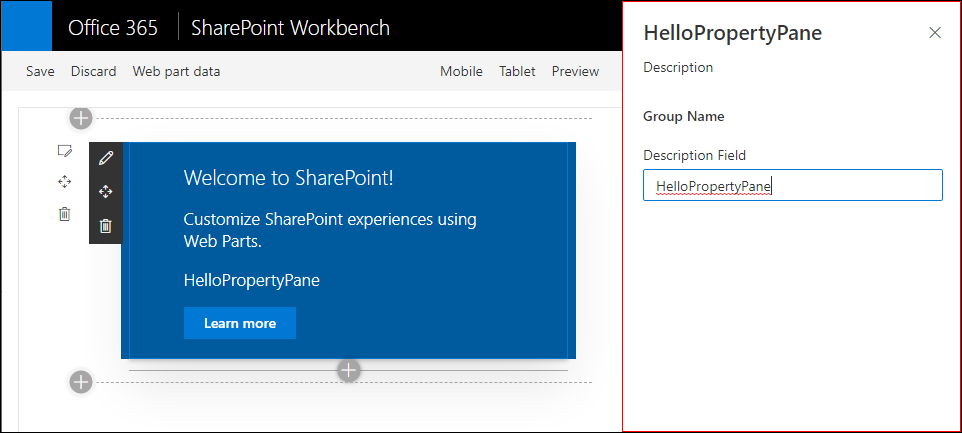 Office 365 SharePoint Workbench
Save Discard Web part data Mobile Tablet Preview
Welcome to SharePoint!
Customize SharePoint experiences using
Web Parts.
HelloPropertyPane
Learn more
HelloPropertyPane
Description
Group Name
Description Field
HelloPropertyPane